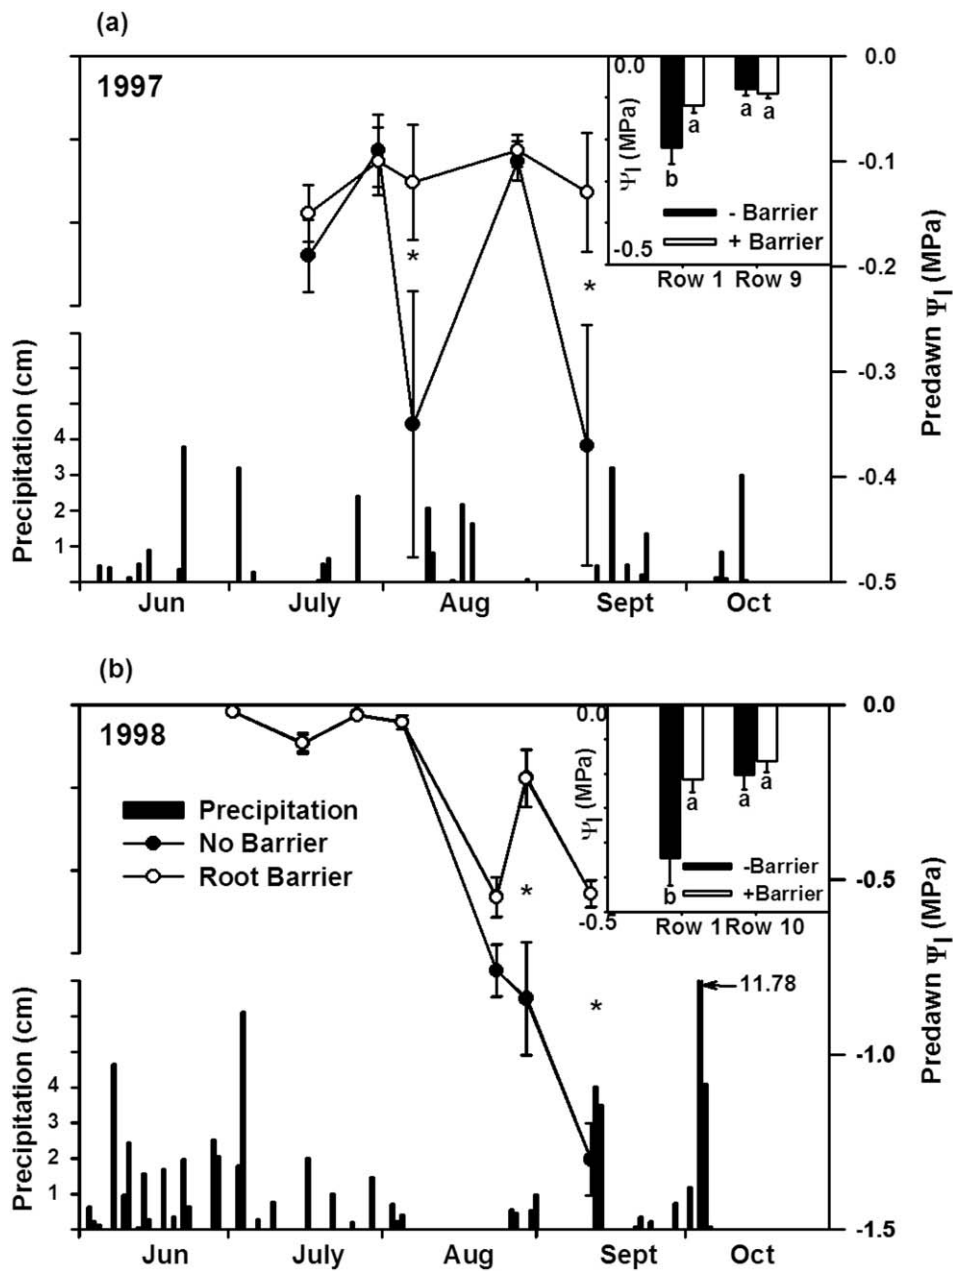 (a)
1997
0.0
-0.1
-0.2
-0.3
-0.4
-0.5
Predawn Ψl (MPa)
Precipitation (cm)
4
3
2
1
Jun July Aug Sept Oct
*
*
0.0
-0.5
Ψl (MPa)
b
a
a
a
- Barrier
+ Barrier
Row 1 Row 9
(b)
1998
Precipitation
No Barrier
Root Barrier
0.0
-0.5
-1.0
-1.5
Predawn Ψl (MPa)
Precipitation (cm)
4
3
2
1
Jun July Aug Sept Oct
*
*
11.78
0.0
-0.5
Ψl (MPa)
b
a
a
a
-Barrier
+Barrier
Row 1 Row 10